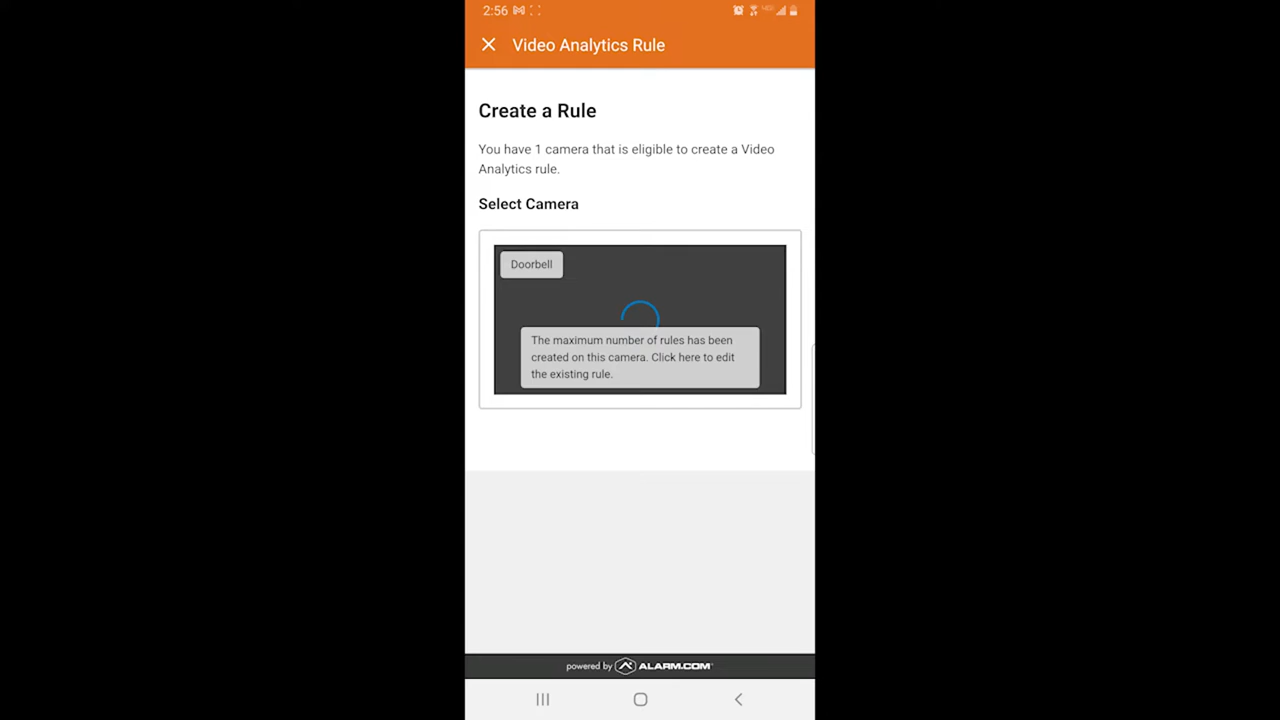 2:56
Video Analytics Rule
Create a Rule
You have 1 camera that is eligible to create a Video
Analytics rule.
Select Camera
Doorbell
The maximum number of rules has been
created on this camera. Click here to edit
the existing rule.
powered by ALARM.COM